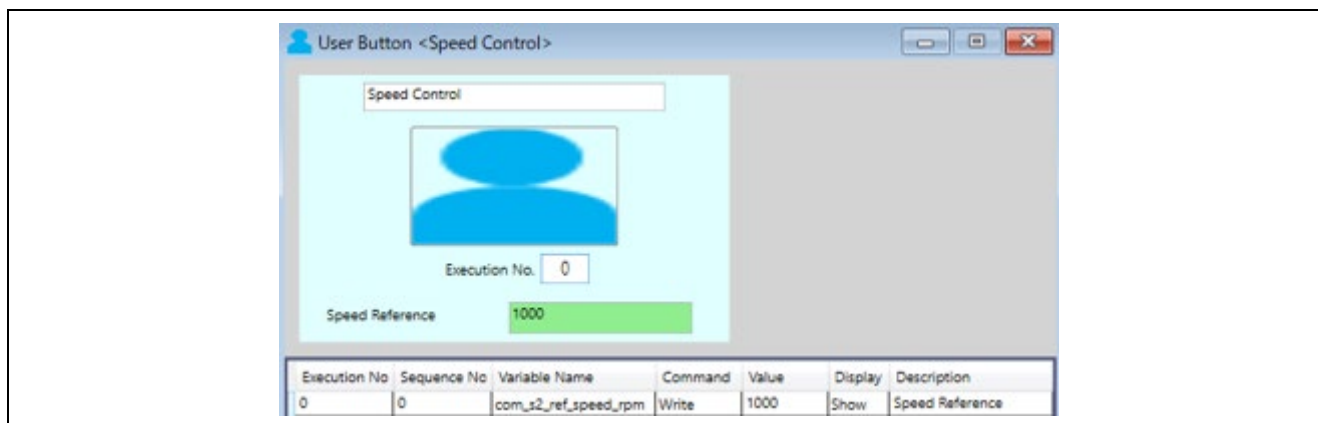 User Button <Speed Control>
Speed Control
Execution No. 0
Speed Reference 1000
Execution No Sequence No Variable Name Command Value Display Description
0 0 com_s2_ref_speed_rpm Write 1000 Show Speed Reference